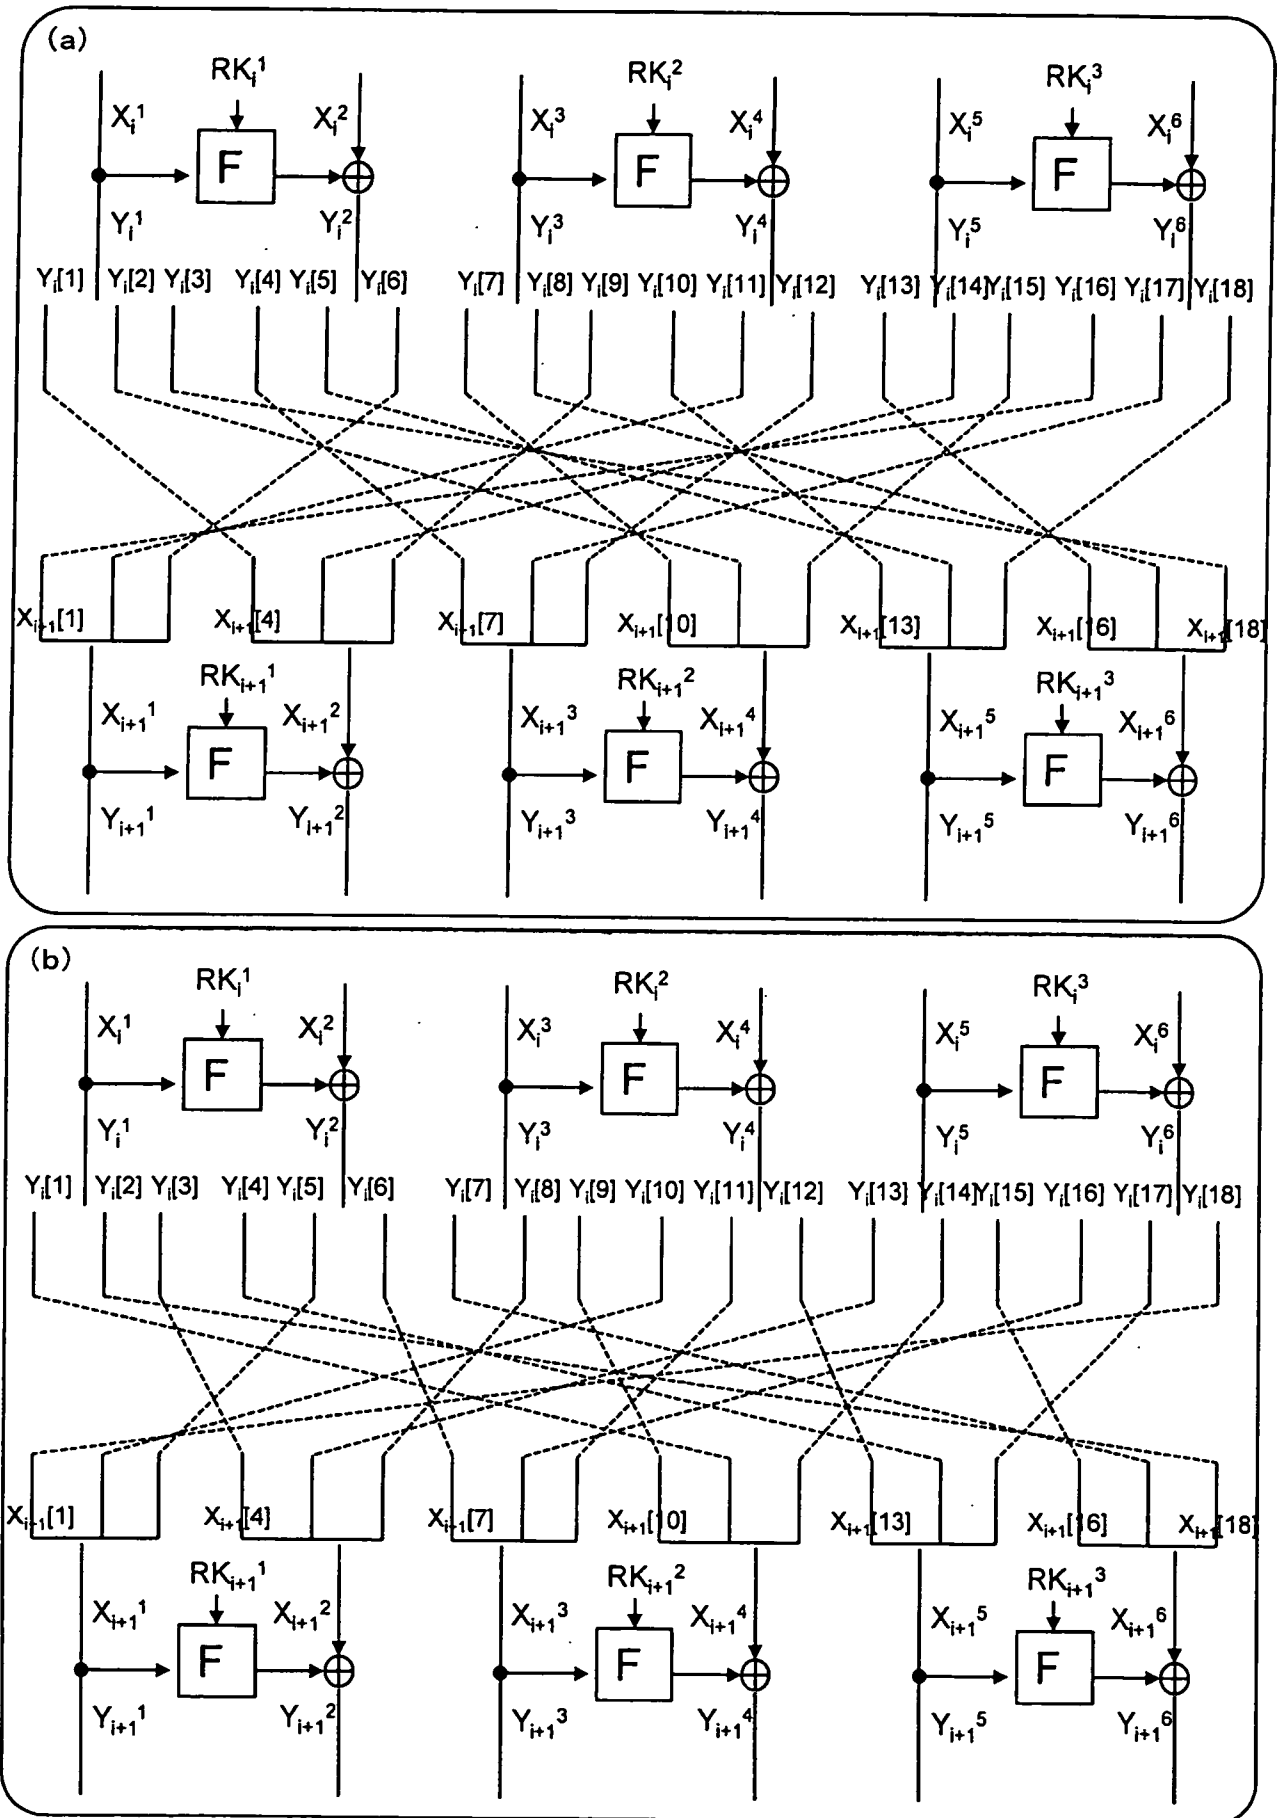 (a)
RKi1 RKi2 RKi3
Xi1 Xi2 Xi3 Xi4 Xi5 Xi6
F F F
Yi1 Yi2 Yi3 Yi4 Yi5 Yi6
Yi[1] Yi[2] Yi[3] Yi[4] Yi[5] Yi[6] Yi[7] Yi[8] Yi[9] Yi[10] Yi[11] Yi[12] Yi[13] Yi[14] Yi[15] Yi[16] Yi[17] Yi[18]
Xi+1[1] Xi+1[4] Xi+1[7] Xi+1[10] Xi+1[13] Xi+1[16] Xi+1[18]
RKi+11 RKi+12 RKi+13
Xi+11 Xi+12 Xi+13 Xi+14 Xi+15 Xi+16
F F F
Yi+11 Yi+12 Yi+13 Yi+14 Yi+15 Yi+16
(b)
RKi1 RKi2 RKi3
Xi1 Xi2 Xi3 Xi4 Xi5 Xi6
F F F
Yi1 Yi2 Yi3 Yi4 Yi5 Yi6
Yi[1] Yi[2] Yi[3] Yi[4] Yi[5] Yi[6] Yi[7] Yi[8] Yi[9] Yi[10] Yi[11] Yi[12] Yi[13] Yi[14] Yi[15] Yi[16] Yi[17] Yi[18]
Xi+1[1] Xi+1[4] Xi+1[7] Xi+1[10] Xi+1[13] Xi+1[16] Xi+1[18]
RKi+11 RKi+12 RKi+13
Xi+11 Xi+12 Xi+13 Xi+14 Xi+15 Xi+16
F F F
Yi+11 Yi+12 Yi+13 Yi+14 Yi+15 Yi+16